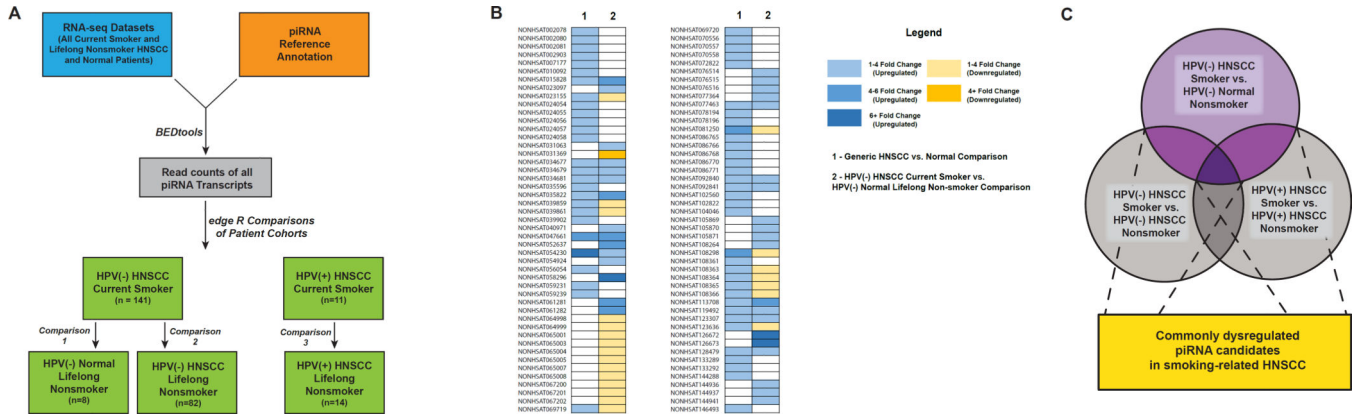 A
RNA-seq Datasets
(All Current Smoker and
Lifelong Nonsmoker HNSCC
and Normal Patients)
piRNA
Reference
Annotation
BEDtools
Read counts of all
piRNA Transcripts
edge R Comparisons
of Patient Cohorts
HPV(-) HNSCC
Current Smoker
(n = 141)
HPV(+) HNSCC
Current Smoker
(n=11)
Comparison
1
Comparison
2
Comparison
3
HPV(-) Normal
Lifelong
Nonsmoker
(n=8)
HPV(-) HNSCC
Lifelong
Nonsmoker
(n=82)
HPV(+) HNSCC
Lifelong
Nonsmoker
(n=14)
B
1 2
NONHSAT002078
NONHSAT002080
NONHSAT002081
NONHSAT002903
NONHSAT007177
NONHSAT010092
NONHSAT015828
NONHSAT023097
NONHSAT023155
NONHSAT024054
NONHSAT024055
NONHSAT024056
NONHSAT024057
NONHSAT024058
NONHSAT031063
NONHSAT031369
NONHSAT034677
NONHSAT034679
NONHSAT034681
NONHSAT035596
NONHSAT035822
NONHSAT039859
NONHSAT039861
NONHSAT039902
NONHSAT040971
NONHSAT047661
NONHSAT052637
NONHSAT054230
NONHSAT054924
NONHSAT056054
NONHSAT058296
NONHSAT059231
NONHSAT059239
NONHSAT061281
NONHSAT061282
NONHSAT064998
NONHSAT064999
NONHSAT065001
NONHSAT065003
NONHSAT065004
NONHSAT065005
NONHSAT065007
NONHSAT065008
NONHSAT067200
NONHSAT067201
NONHSAT067202
NONHSAT069719
1 2
NONHSAT069720
NONHSAT070556
NONHSAT070557
NONHSAT070558
NONHSAT072822
NONHSAT076514
NONHSAT076515
NONHSAT076516
NONHSAT077364
NONHSAT077463
NONHSAT078194
NONHSAT078196
NONHSAT081250
NONHSAT086765
NONHSAT086766
NONHSAT086768
NONHSAT086770
NONHSAT086771
NONHSAT092840
NONHSAT092841
NONHSAT102560
NONHSAT102822
NONHSAT104046
NONHSAT105869
NONHSAT105870
NONHSAT105871
NONHSAT108264
NONHSAT108298
NONHSAT108361
NONHSAT108363
NONHSAT108364
NONHSAT108365
NONHSAT108366
NONHSAT113708
NONHSAT119492
NONHSAT123307
NONHSAT123636
NONHSAT126672
NONHSAT126673
NONHSAT128479
NONHSAT133289
NONHSAT133292
NONHSAT144288
NONHSAT144936
NONHSAT144937
NONHSAT144941
NONHSAT146493
Legend
1-4 Fold Change
(Upregulated)
1-4 Fold Change
(Downregulated)
4-6 Fold Change
(Upregulated)
4+ Fold Change
(Downregulated)
6+ Fold Change
(Upregulated)
1 - Generic HNSCC vs. Normal Comparison
2 - HPV(-) HNSCC Current Smoker vs.
HPV(-) Normal Lifelong Non-smoker Comparison
C
HPV(-) HNSCC
Smoker vs.
HPV(-) Normal
Nonsmoker
HPV(-) HNSCC
Smoker vs.
HPV(-) HNSCC
Nonsmoker
HPV(+) HNSCC
Smoker vs.
HPV(+) HNSCC
Nonsmoker
Commonly dysregulated
piRNA candidates
in smoking-related HNSCC